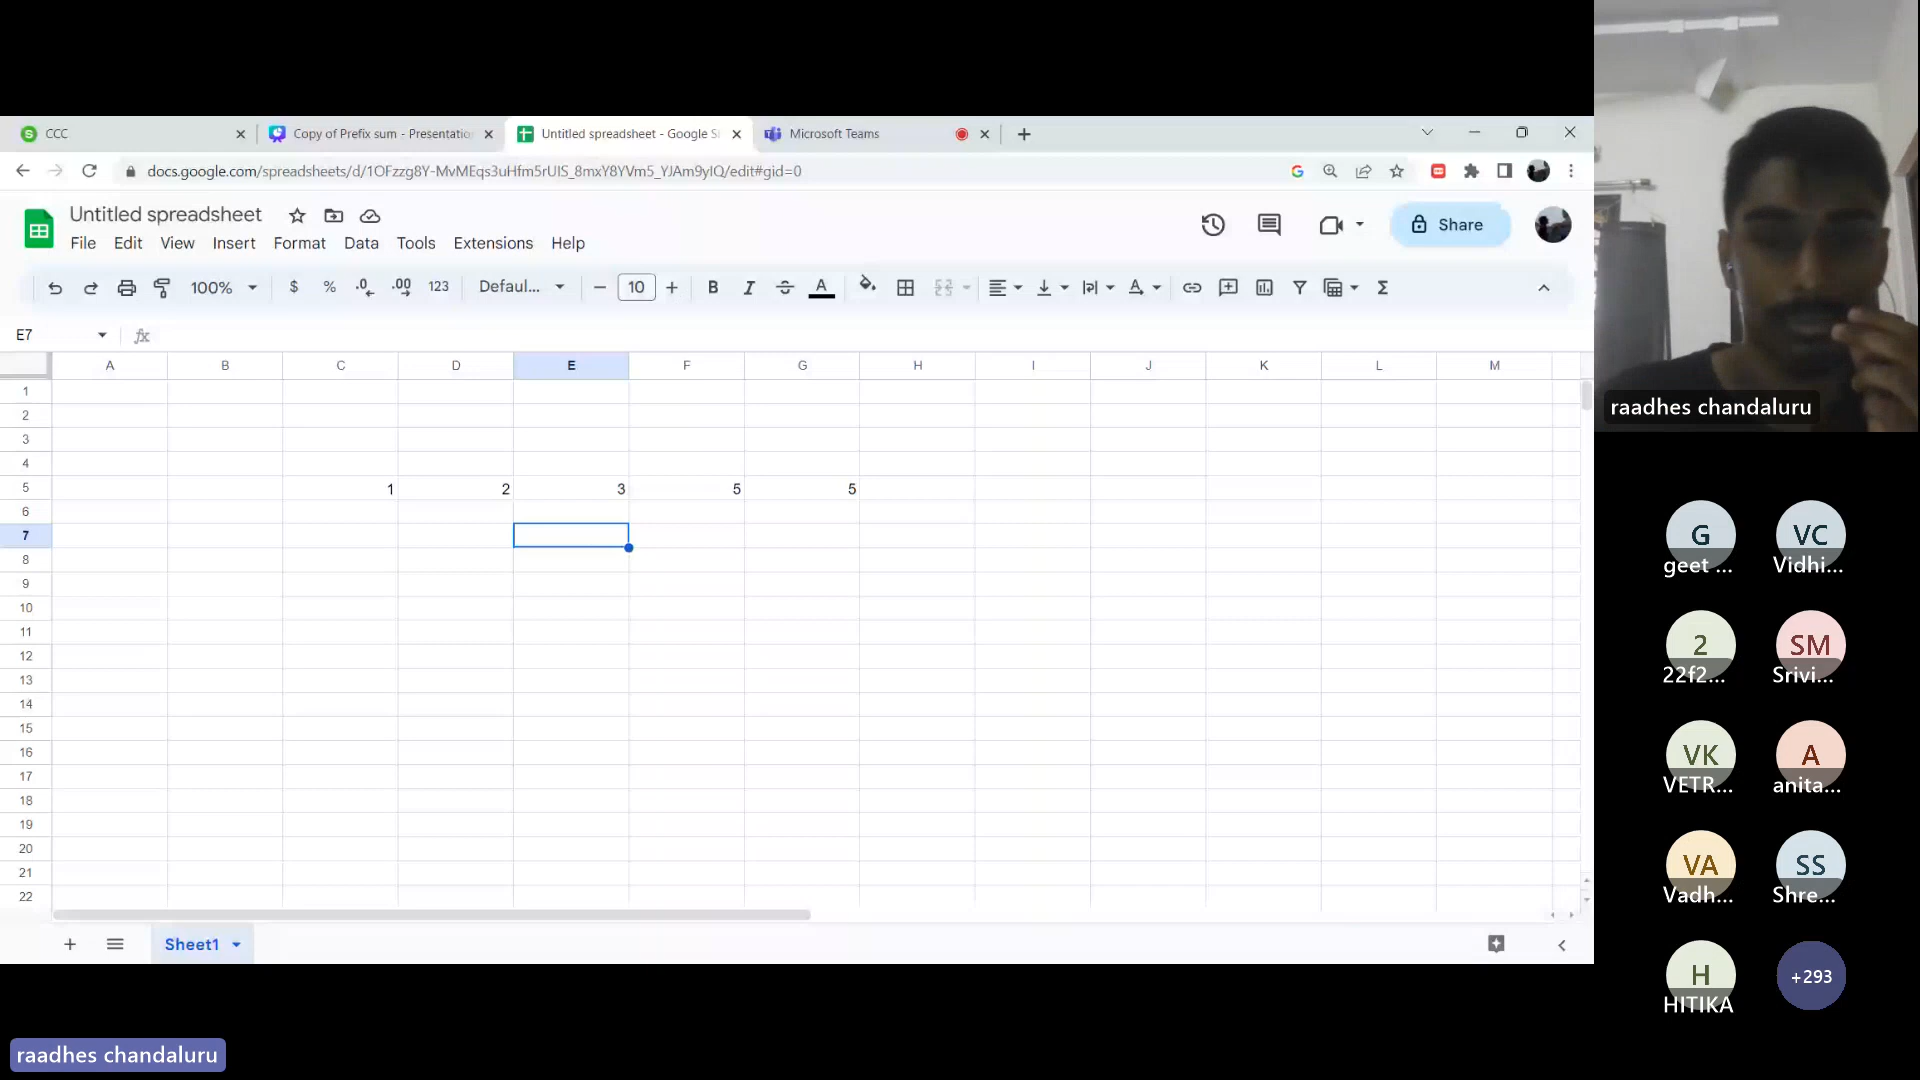 CCC
Copy of Prefix sum - Presentatio
Untitled spreadsheet - Google S
Microsoft Teams
docs.google.com/spreadsheets/d/1OFzzg8Y-MvMEqs3uHfm5rUIS_8mxY8YVm5_YJAm9yIQ/edit#gid=0
Untitled spreadsheet
File Edit View Insert Format Data Tools Extensions Help
Share
100% $ % .0 .00 123 Defaul... 10 B I A
E7
fx
A B C D E F G H I J K L M
1
2
3
4
5 1 2 3 5 5
6
7
8
9
10
11
12
13
14
15
16
17
18
19
20
21
22
Sheet1
raadhes chandaluru
raadhes chandaluru
G VC
geet ... Vidhi...
2 SM
22f2... Srivi...
VK A
VETR... anita...
VA SS
Vadh... Shre...
H +293
HITIKA